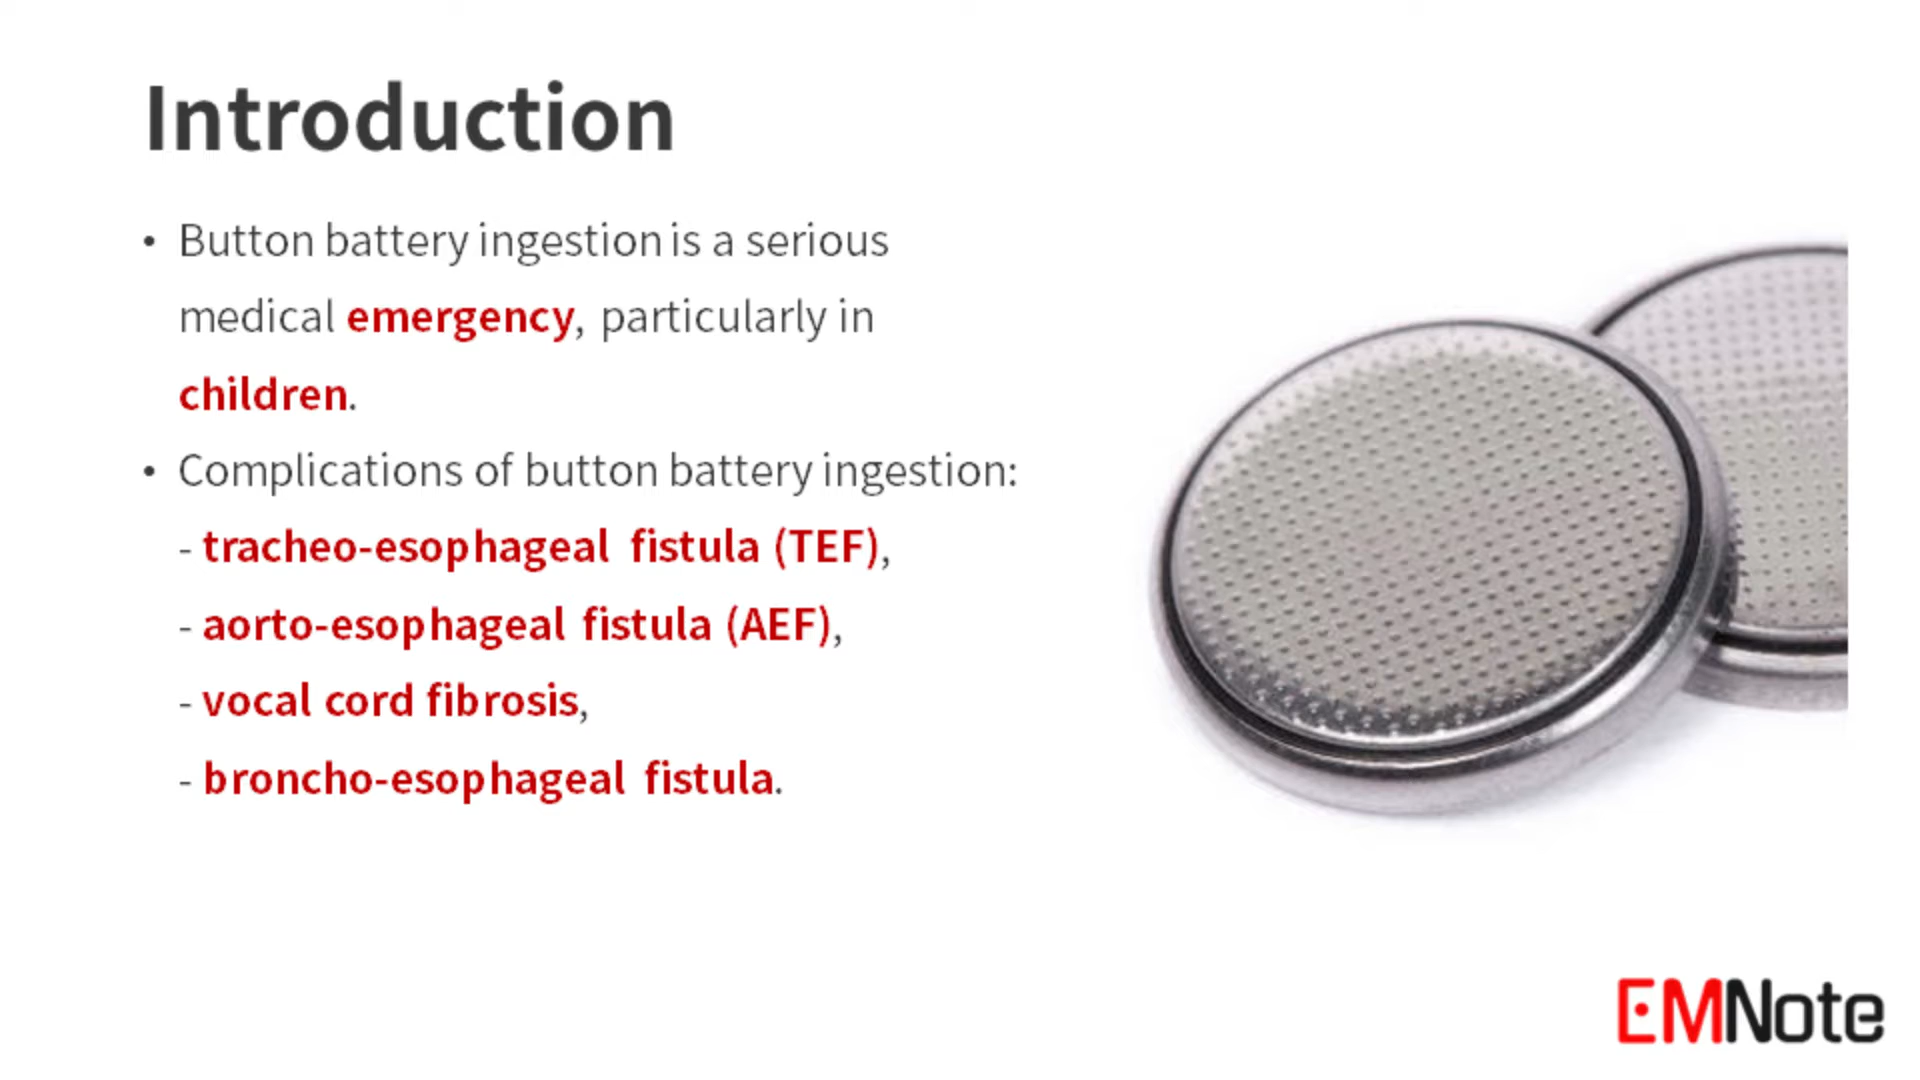 Introduction
• Button battery ingestion is a serious
medical emergency, particularly in
children.
• Complications of button battery ingestion:
- tracheo-esophageal fistula (TEF),
- aorto-esophageal fistula (AEF),
- vocal cord fibrosis,
- broncho-esophageal fistula.
EMNote